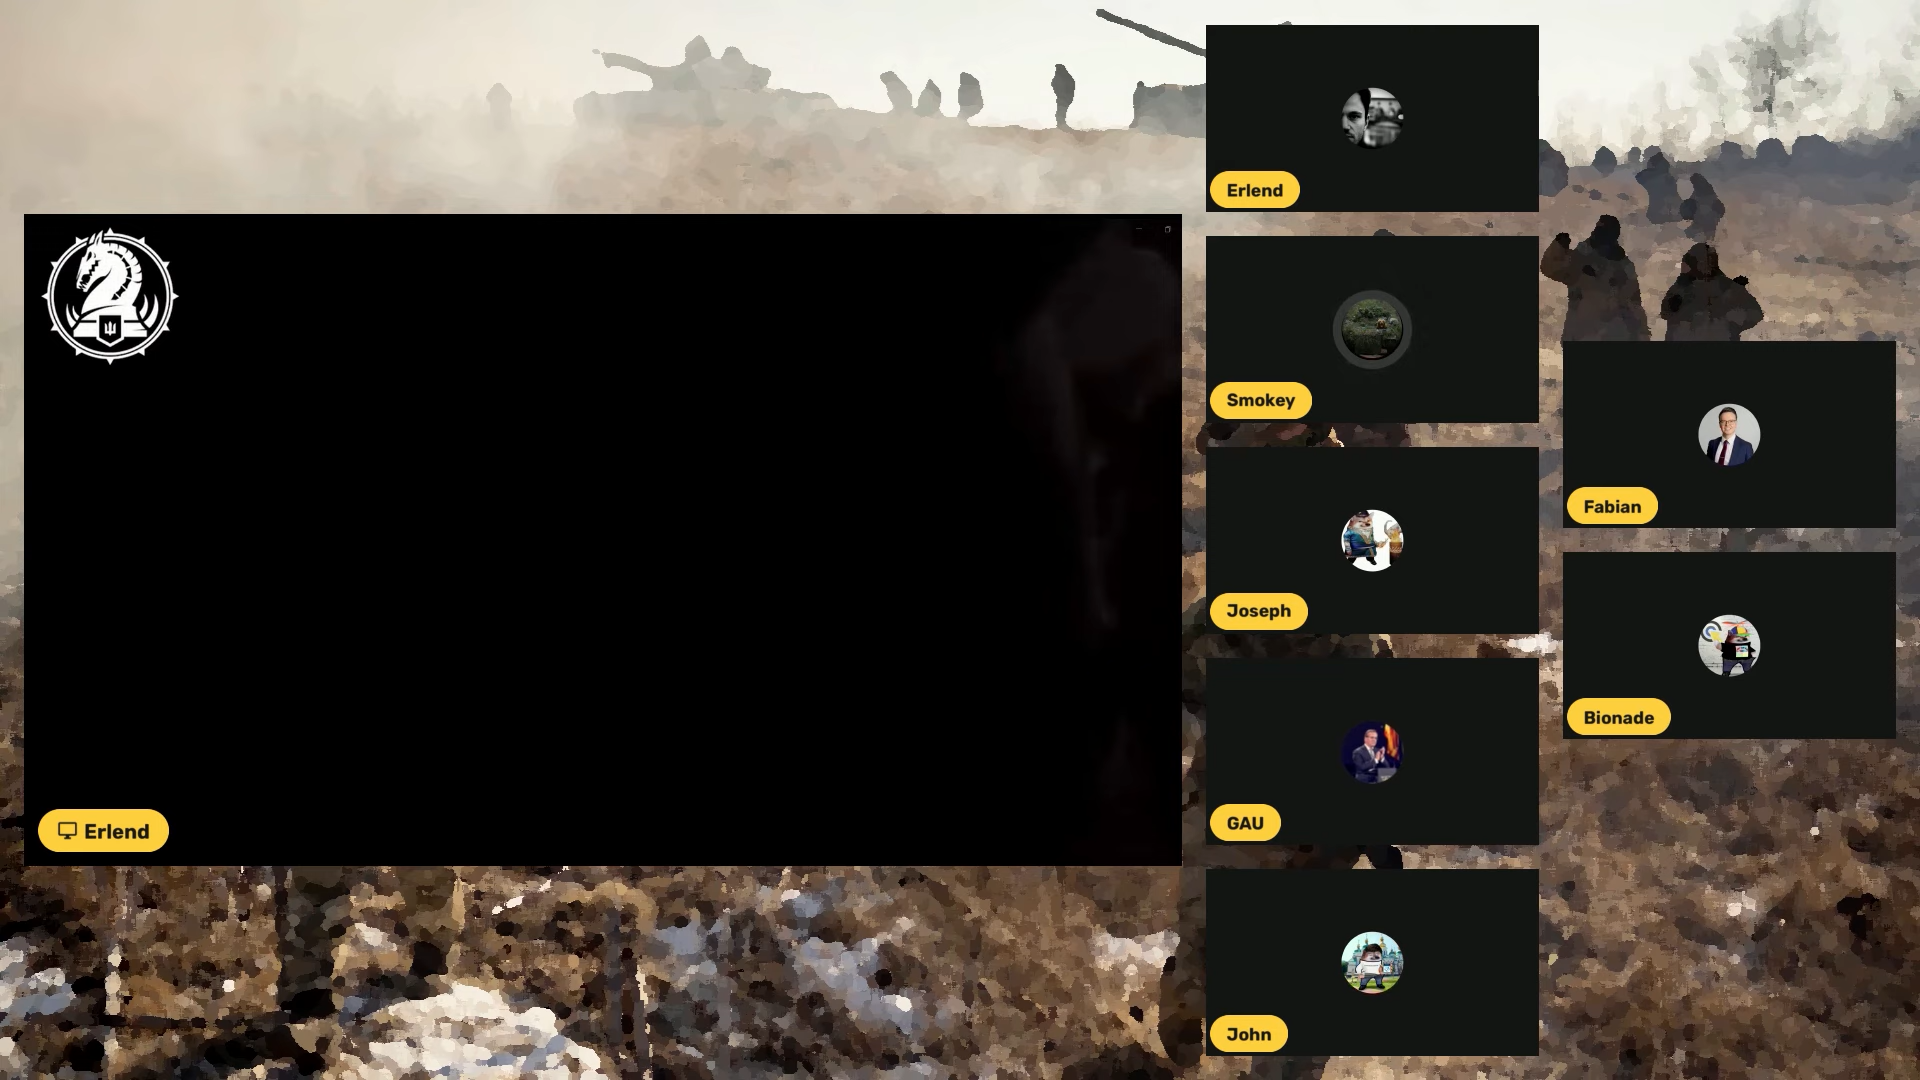 Erlend
Erlend
Smokey
Joseph
GAU
John
Fabian
Bionade